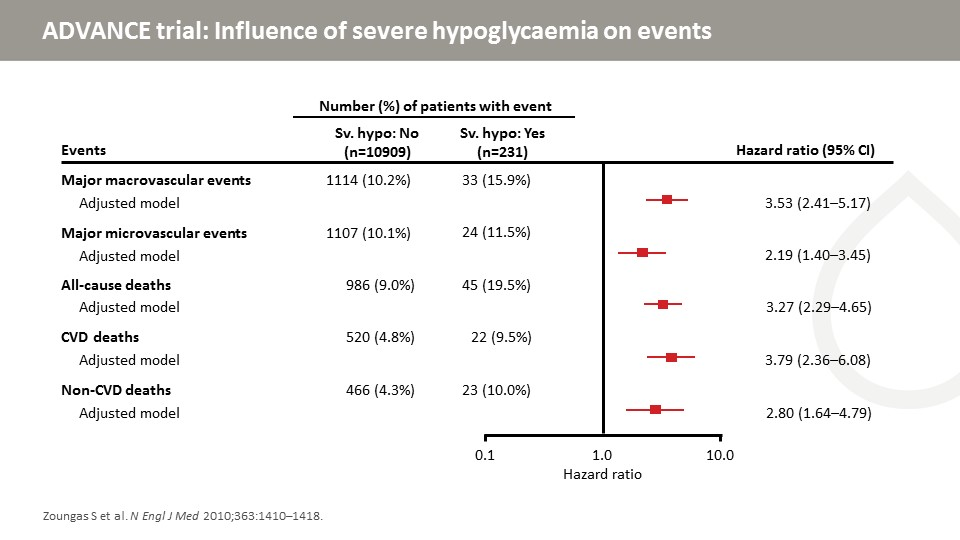 ADVANCE trial: Influence of severe hypoglycaemia on events
Number (%) of patients with event
Events
Sv. hypo: No
(n=10909)
Sv. hypo: Yes
(n=231)
Hazard ratio (95% CI)
Major macrovascular events 1114 (10.2%) 33 (15.9%)
Adjusted model 3.53 (2.41–5.17)
Major microvascular events 1107 (10.1%) 24 (11.5%)
Adjusted model 2.19 (1.40–3.45)
All-cause deaths 986 (9.0%) 45 (19.5%)
Adjusted model 3.27 (2.29–4.65)
CVD deaths 520 (4.8%) 22 (9.5%)
Adjusted model 3.79 (2.36–6.08)
Non-CVD deaths 466 (4.3%) 23 (10.0%)
Adjusted model 2.80 (1.64–4.79)
0.1 1.0 10.0
Hazard ratio
Zoungas S et al. N Engl J Med 2010;363:1410–1418.